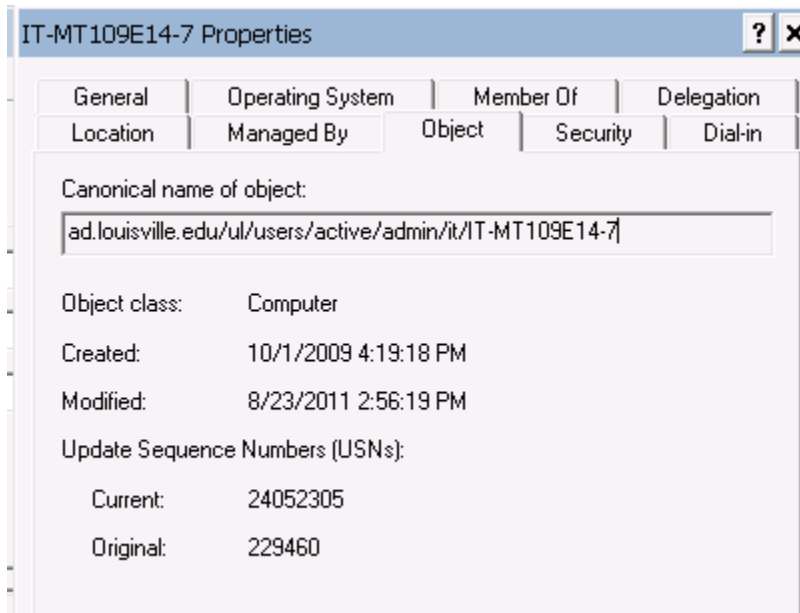 IT-MT109E14-7 Properties
General Operating System Member Of Delegation
Location Managed By Object Security Dial-in
Canonical name of object:
ad.louisville.edu/ul/users/active/admin/it/IT-MT109E14-7
Object class: Computer
Created: 10/1/2009 4:19:18 PM
Modified: 8/23/2011 2:56:19 PM
Update Sequence Numbers (USNs):
Current: 24052305
Original: 229460